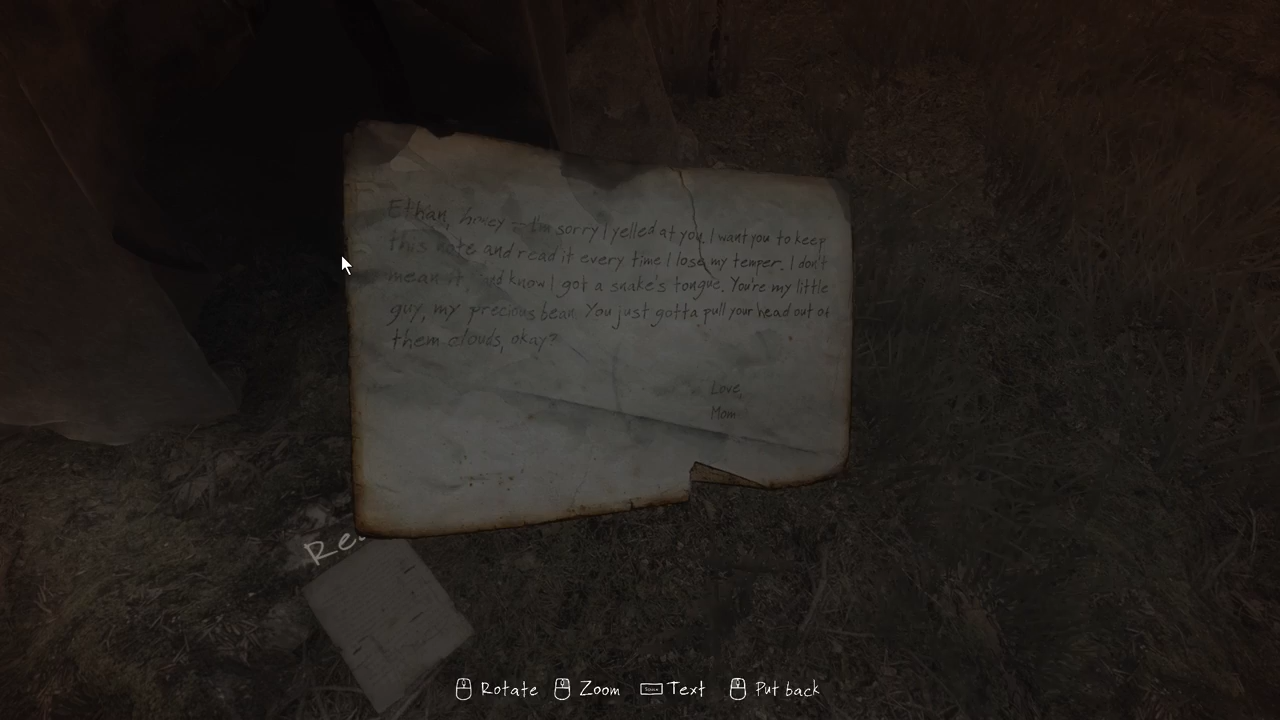 Ethan, honey -- I'm sorry I yelled at you. I want you to keep
this note and read it every time I lose my temper. I don't
mean it, and know I got a snake's tongue. You're my little
guy, my precious bean. You just gotta pull your head out of
them clouds, okay?
Love,
Mom
Rotate Zoom Text Put back